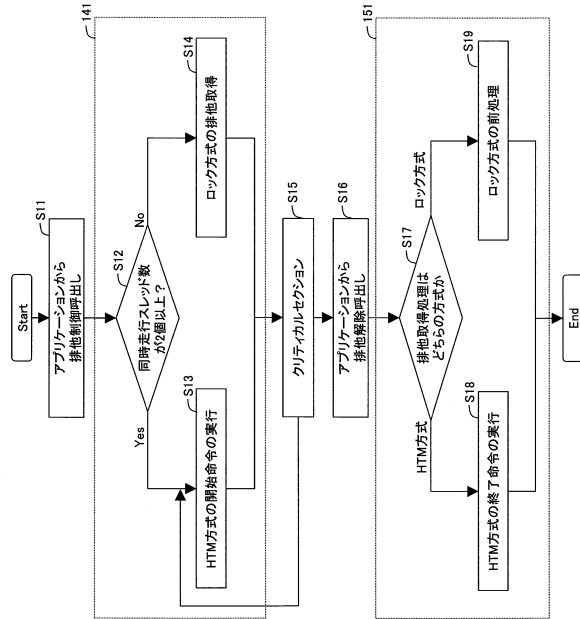 Start
S11
アプリケーションから
排他制御呼出し
141
S12
同時走行スレッド数
が2個以上？
Yes
No
S13
HTM方式の開始命令の実行
S14
ロック方式の排他取得
S15
クリティカルセクション
S16
アプリケーションから
排他解除呼出し
151
S17
排他取得処理は
どちらの方式か
HTM方式
ロック方式
S18
HTM方式の終了命令の実行
S19
ロック方式の前処理
End